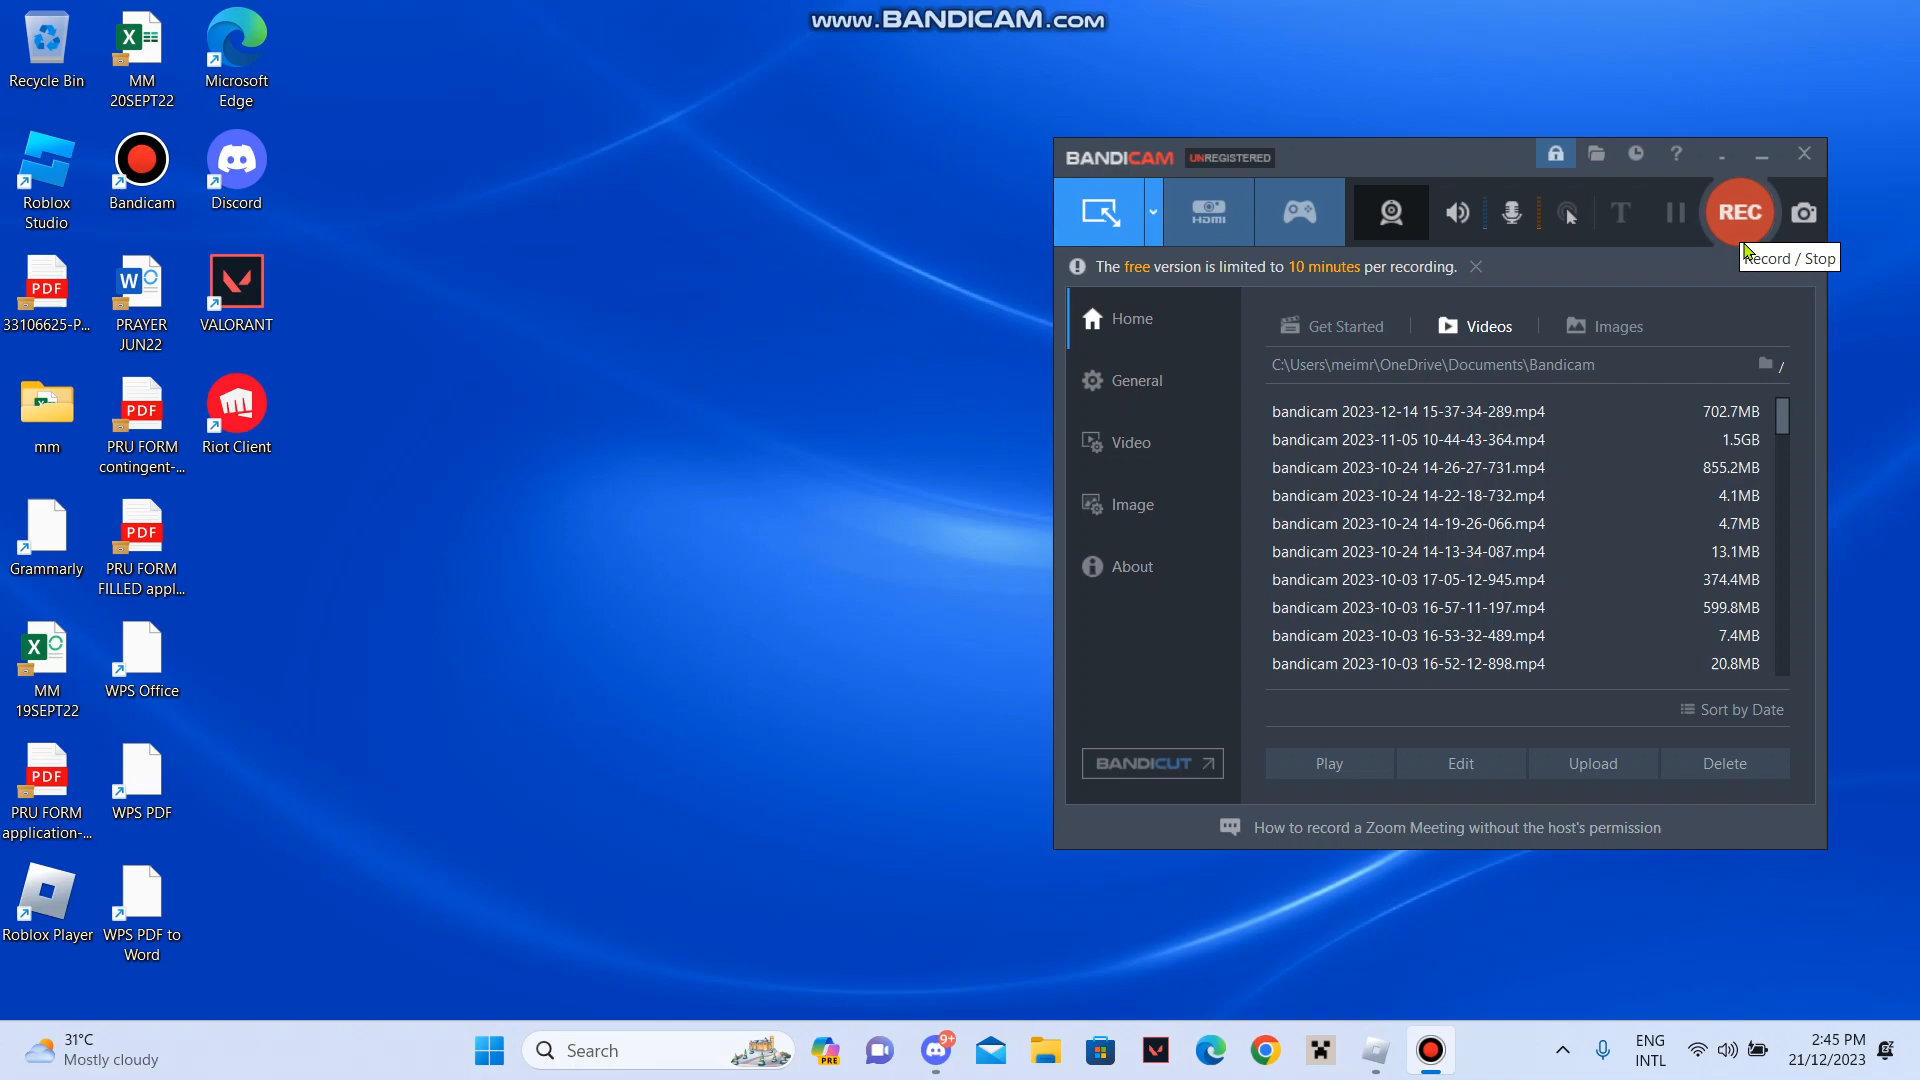 www.BANDICAM.com
Recycle Bin
MM
20SEPT22
Microsoft
Edge
Roblox
Studio
Bandicam
Discord
PDF
33106625-P...
PRAYER
JUN22
VALORANT
mm
PDF
PRU FORM
contingent-...
Riot Client
Grammarly
PDF
PRU FORM
FILLED appl...
MM
19SEPT22
WPS Office
PDF
PRU FORM
application-...
WPS PDF
Roblox Player
WPS PDF to
Word
BANDICAM UNREGISTERED
HDMI
T
REC
Record / Stop
The free version is limited to 10 minutes per recording.
Home
General
Video
Image
About
BANDICUT
Get Started
Videos
Images
C:\Users\meimr\OneDrive\Documents\Bandicam
bandicam 2023-12-14 15-37-34-289.mp4 702.7MB
bandicam 2023-11-05 10-44-43-364.mp4 1.5GB
bandicam 2023-10-24 14-26-27-731.mp4 855.2MB
bandicam 2023-10-24 14-22-18-732.mp4 4.1MB
bandicam 2023-10-24 14-19-26-066.mp4 4.7MB
bandicam 2023-10-24 14-13-34-087.mp4 13.1MB
bandicam 2023-10-03 17-05-12-945.mp4 374.4MB
bandicam 2023-10-03 16-57-11-197.mp4 599.8MB
bandicam 2023-10-03 16-53-32-489.mp4 7.4MB
bandicam 2023-10-03 16-52-12-898.mp4 20.8MB
Sort by Date
Play Edit Upload Delete
How to record a Zoom Meeting without the host's permission
31°C
Mostly cloudy
Search
PRE
9+
ENG
INTL
2:45 PM
21/12/2023